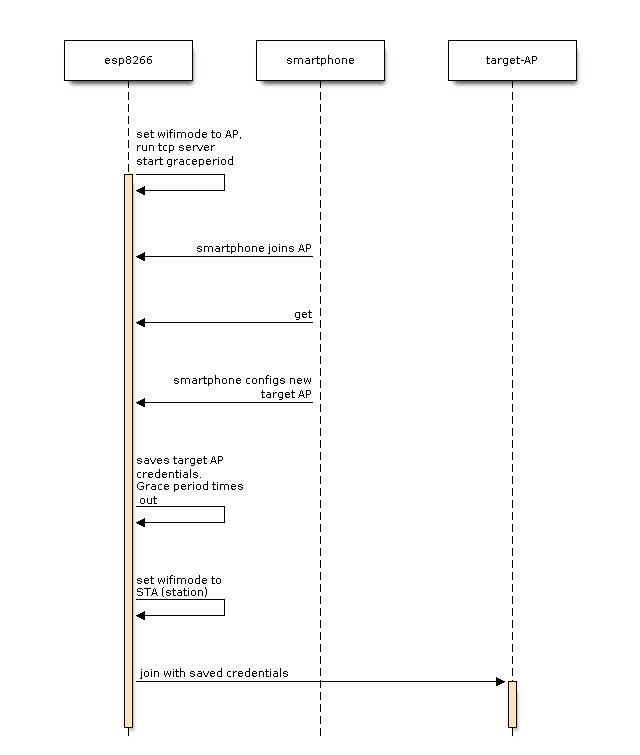 esp8266
smartphone
target-AP
set wifimode to AP,
run tcp server
start graceperiod
smartphone joins AP
get
smartphone configs new
target AP
saves target AP
credentials.
Grace period times
out
set wifimode to
STA (station)
join with saved credentials